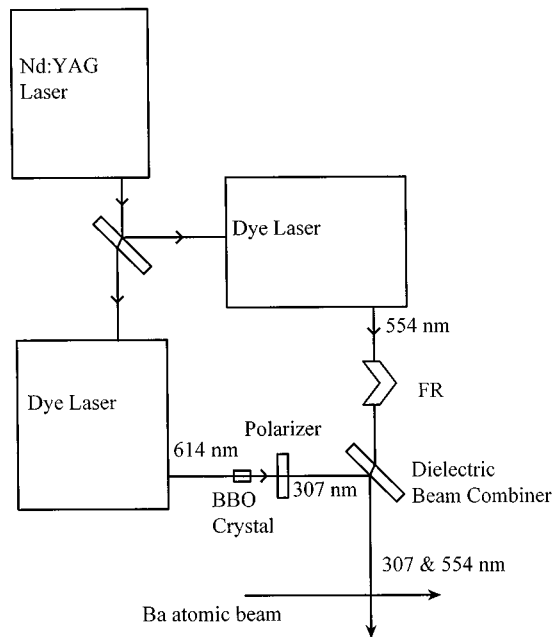 Nd:YAG
Laser
Dye Laser
554 nm
FR
Dye Laser
Polarizer
614 nm
307 nm
BBO
Crystal
Dielectric
Beam Combiner
307 & 554 nm
Ba atomic beam